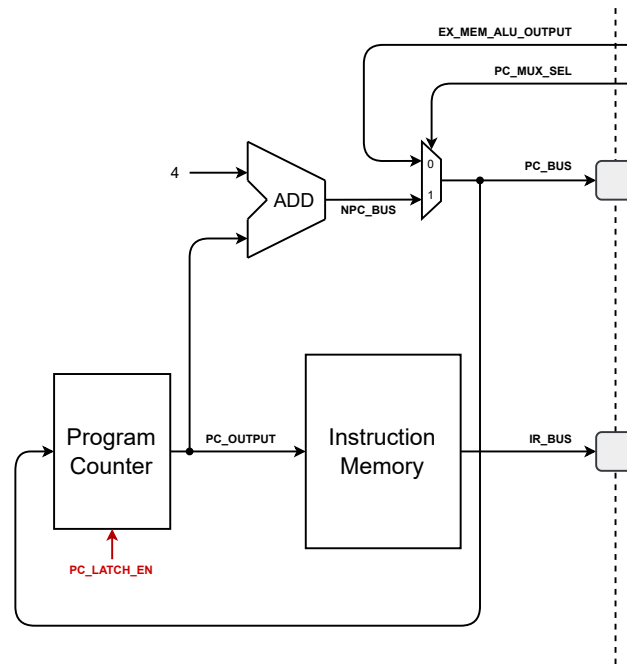 EX_MEM_ALU_OUTPUT
PC_MUX_SEL
0
PC_BUS
4
1
ADD
NPC_BUS
Program
Counter
PC_OUTPUT
Instruction
Memory
IR_BUS
PC_LATCH_EN